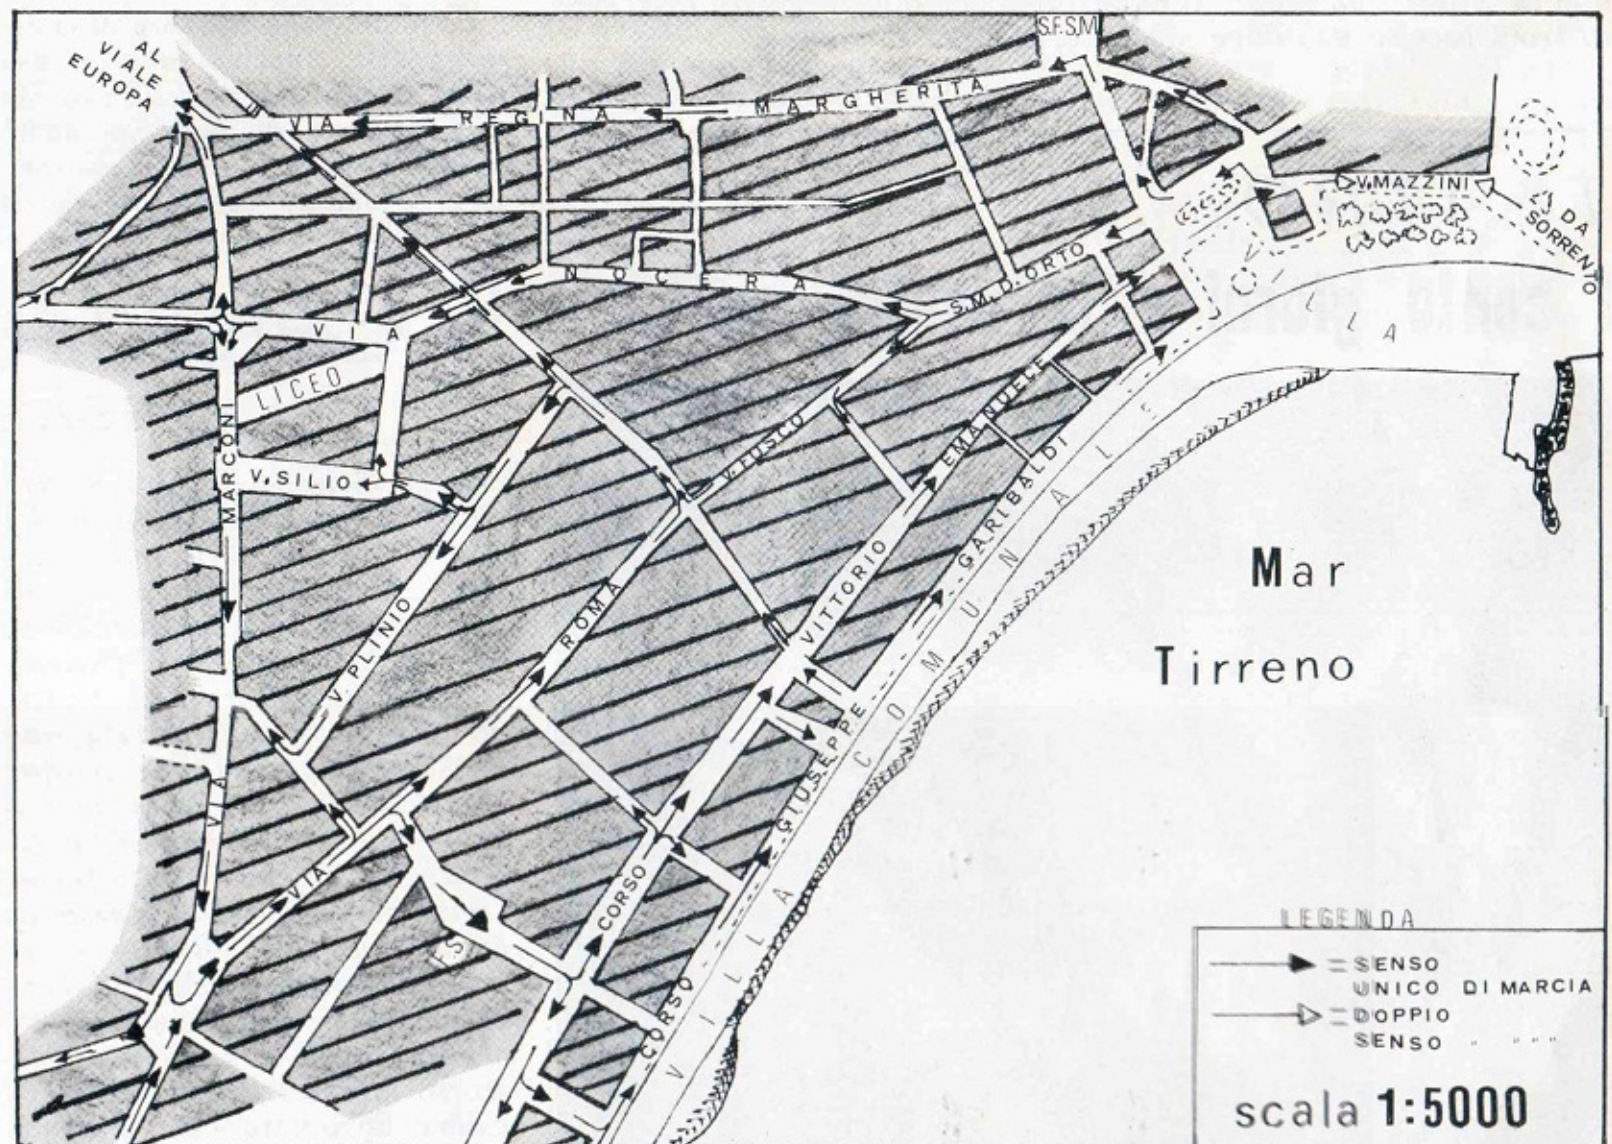 S.F.S.M.
AL
VIALE
EUROPA
VIA REGINA MARGHERITA
V.MAZZINI
DA
SORRENTO
NOCERA
S.M.D.ORTO
VIA
LICEO
V. SILIO
MARCONI
VIA
V. FUSCO
V. PLINIO
VIA ROMA
CORSO VITTORIO EMANUELE
CORSO GIUSEPPE GARIBALDI
VILLA COMUNALE
VILLA
FS
Mar
Tirreno
LEGENDA
= SENSO
UNICO DI MARCIA
= DOPPIO
SENSO " " " "
scala 1:5000